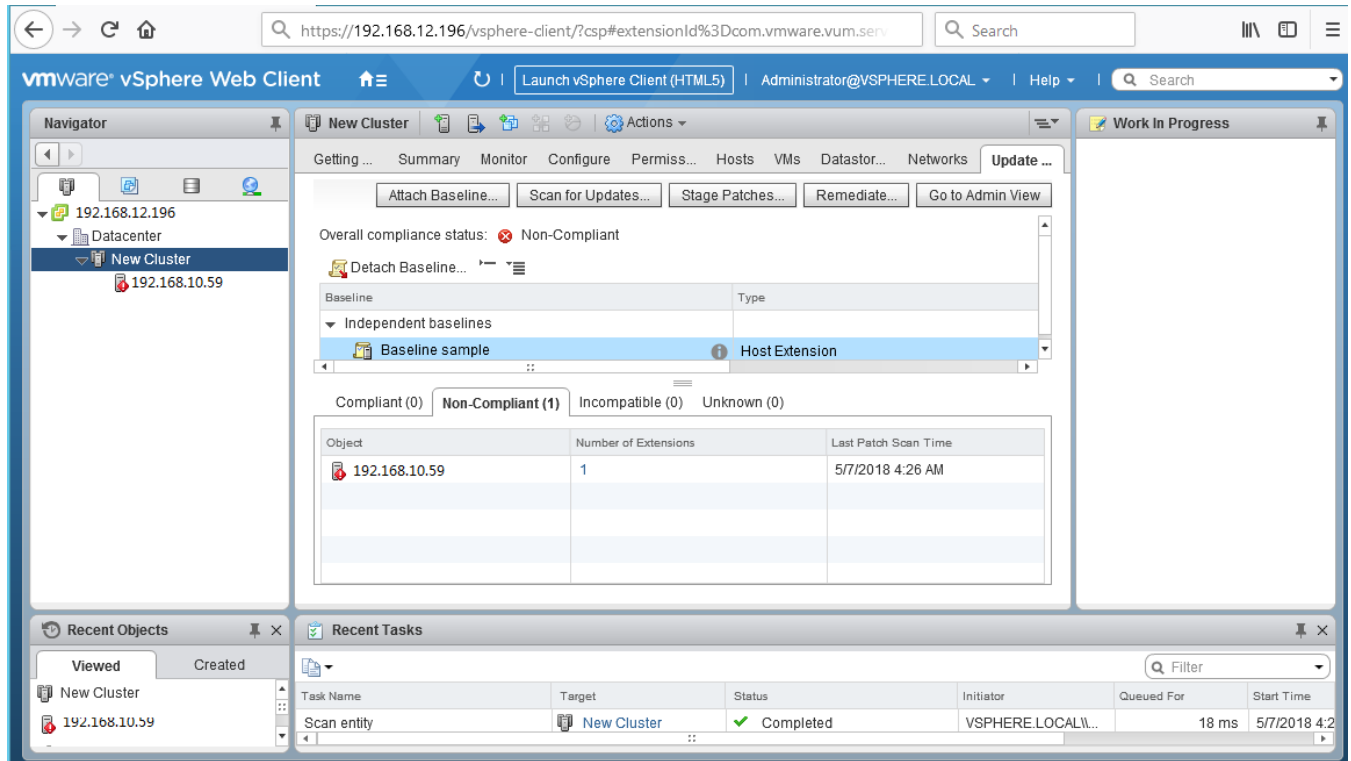 https://192.168.12.196/vsphere-client/?csp#extensionId%3Dcom.vmware.vum.serv
Search
vmware® vSphere Web Client
Launch vSphere Client (HTML5)
Administrator@VSPHERE.LOCAL
Help
Search
Navigator
192.168.12.196
Datacenter
New Cluster
192.168.10.59
New Cluster
Actions
Getting ... Summary Monitor Configure Permiss... Hosts VMs Datastor... Networks Update ...
Attach Baseline... Scan for Updates... Stage Patches... Remediate... Go to Admin View
Overall compliance status: Non-Compliant
Detach Baseline...
Baseline Type
Independent baselines
Baseline sample Host Extension
Compliant (0) Non-Compliant (1) Incompatible (0) Unknown (0)
Object Number of Extensions Last Patch Scan Time
192.168.10.59 1 5/7/2018 4:26 AM
Work In Progress
Recent Objects
Viewed Created
New Cluster
192.168.10.59
Recent Tasks
Filter
Task Name Target Status Initiator Queued For Start Time
Scan entity New Cluster Completed VSPHERE.LOCAL\\... 18 ms 5/7/2018 4:2